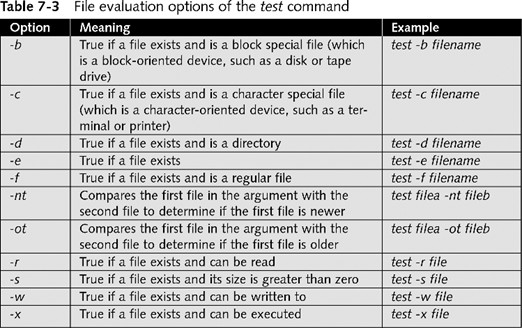 Table 7-3 File evaluation options of the test command
Option Meaning Example
-b True if a file exists and is a block special file (which test -b filename
is a block-oriented device, such as a disk or tape
drive)
-c True if a file exists and is a character special file test -c filename
(which is a character-oriented device, such as a ter-
minal or printer)
-d True if a file exists and is a directory test -d filename
-e True if a file exists test -e filename
-f True if a file exists and is a regular file test -f filename
-nt Compares the first file in the argument with the test filea -nt fileb
second file to determine if the first file is newer
-ot Compares the first file in the argument with the test filea -ot fileb
second file to determine if the first file is older
-r True if a file exists and can be read test -r file
-s True if a file exists and its size is greater than zero test -s file
-w True if a file exists and can be written to test -w file
-x True if a file exists and can be executed test -x file